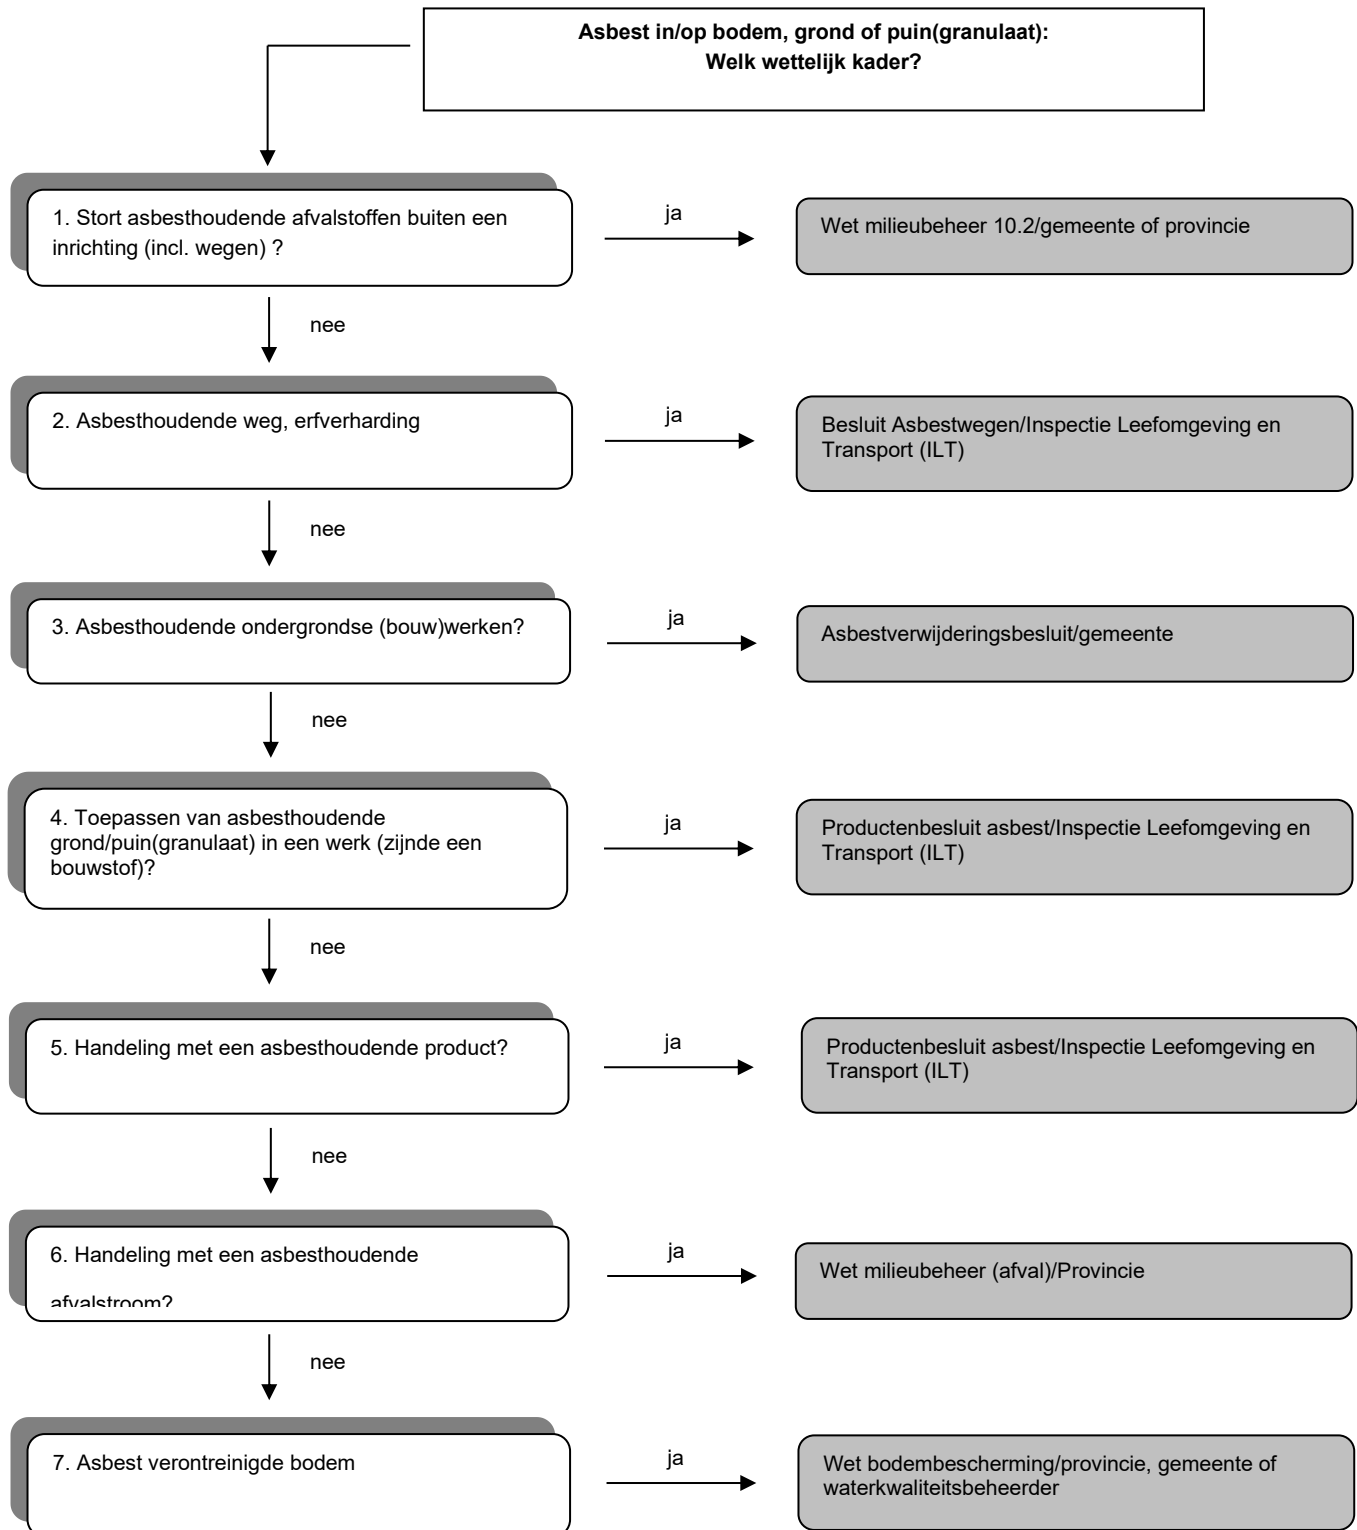 Asbest in/op bodem, grond of puin(granulaat):
Welk wettelijk kader?
1. Stort asbesthoudende afvalstoffen buiten een
inrichting (incl. wegen) ?
ja
Wet milieubeheer 10.2/gemeente of provincie
nee
2. Asbesthoudende weg, erfverharding
ja
Besluit Asbestwegen/Inspectie Leefomgeving en
Transport (ILT)
nee
3. Asbesthoudende ondergrondse (bouw)werken?
ja
Asbestverwijderingsbesluit/gemeente
nee
4. Toepassen van asbesthoudende
grond/puin(granulaat) in een werk (zijnde een
bouwstof)?
ja
Productenbesluit asbest/Inspectie Leefomgeving en
Transport (ILT)
nee
5. Handeling met een asbesthoudende product?
ja
Productenbesluit asbest/Inspectie Leefomgeving en
Transport (ILT)
nee
6. Handeling met een asbesthoudende
afvalstroom?
ja
Wet milieubeheer (afval)/Provincie
nee
7. Asbest verontreinigde bodem
ja
Wet bodembescherming/provincie, gemeente of
waterkwaliteitsbeheerder